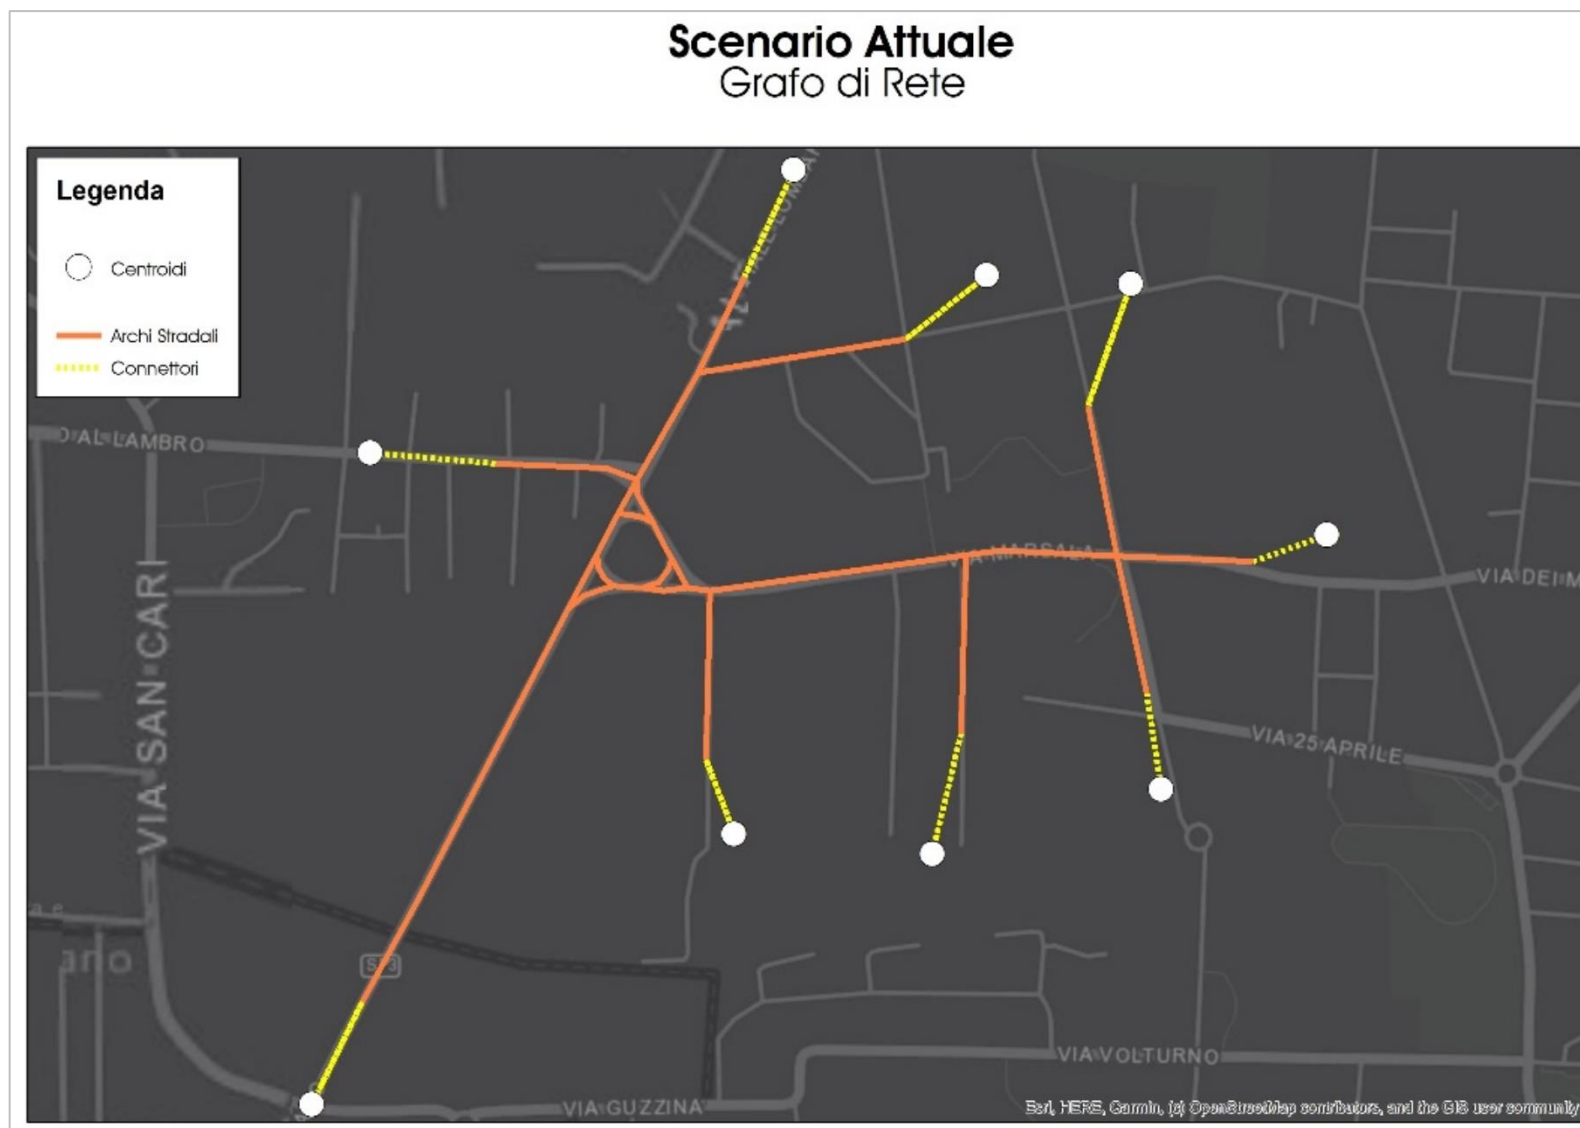 Scenario Attuale
Grafo di Rete
Legenda
Centroidi
Archi Stradali
Connettori
O AL LAMBRO
VIA MARSALA
VIA DEI M
VIA SAN CARI
VIA 25 APRILE
ano
VIA VOLTURNO
VIA GUZZINA
Esri, HERE, Garmin, (c) OpenStreetMap contributors, and the GIS user community